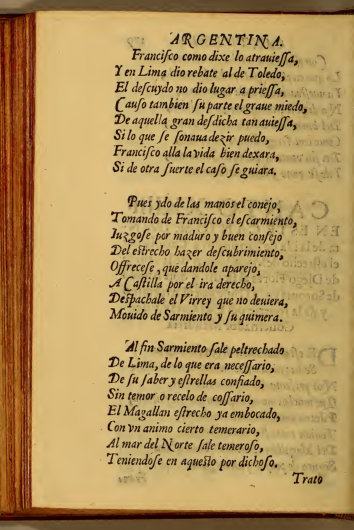 ARGENTINA.
Francisco como dixe lo atrauieſſa,
Y en Lima dio rebate al de Toledo,
El deſcuydo no dio lugar a prieſſa,
Cauſo tambien ſu parte el graue miedo,
De aquella gran deſdicha tan auieſſa,
Si lo que ſe ſonaua dezir puedo,
Franciſco alla la vida bien dexara,
Si de otra ſuerte el caſo ſe guiara.
Pues ydo de las manos el conejo,
Tomando de Franciſco el eſcarmiento,
Iuzgoſe por maduro y buen conſejo
Del eſtrecho hazer deſcubrimiento,
Offreceſe, que dandole aparejo,
A Caſtilla por el ira derecho,
Deſpachale el Virrey que no deuiera,
Mouido de Sarmiento y ſu quimera.
Al fin Sarmiento ſale peltrechado
De Lima, de lo que era neceſſario,
De ſu ſaber y eſtrellas confiado,
Sin temor o recelo de coſſario,
El Magallan eſtrecho ya embocado,
Con vn animo cierto temerario,
Al mar del Norte ſale temeroſo,
Teniendoſe en aqueſto por dichoſo.
Trato